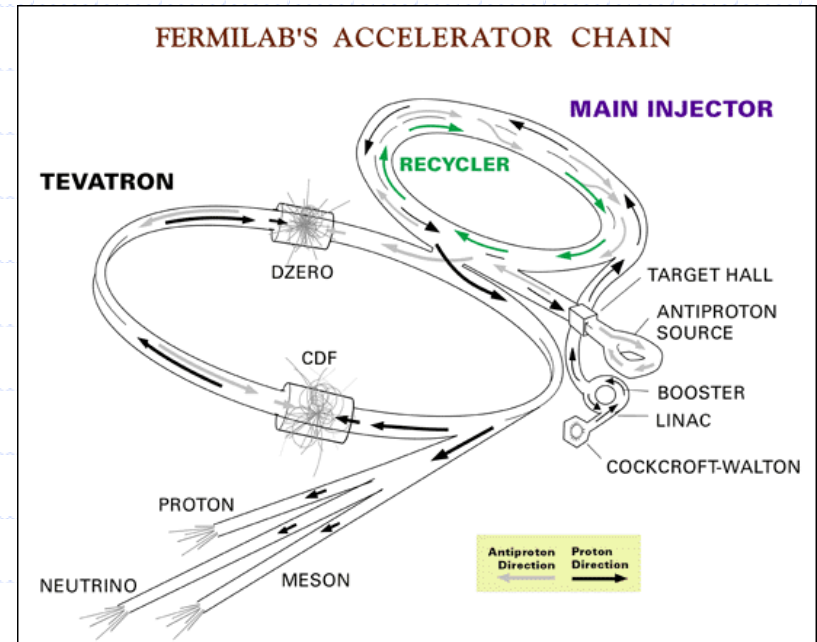 FERMILAB'S ACCELERATOR CHAIN
MAIN INJECTOR
RECYCLER
TEVATRON
DZERO
TARGET HALL
ANTIPROTON
SOURCE
CDF
BOOSTER
LINAC
COCKCROFT-WALTON
PROTON
Antiproton Proton
Direction Direction
NEUTRINO
MESON